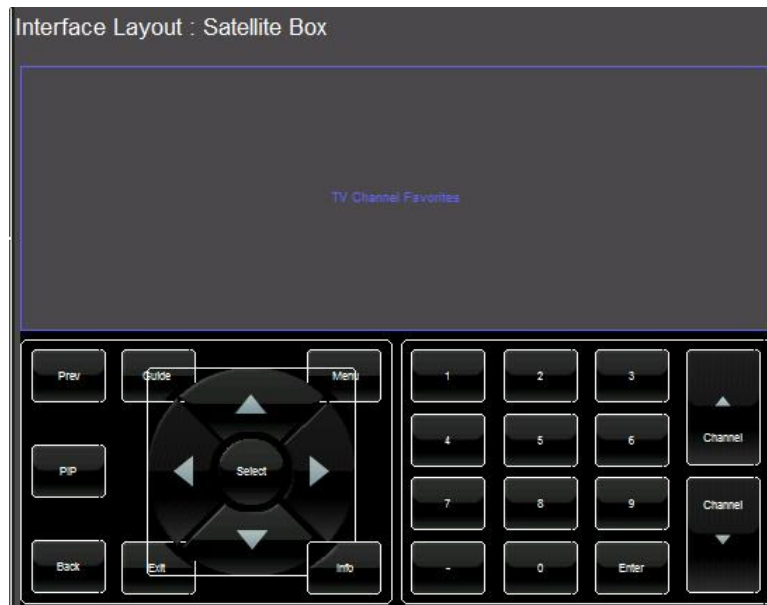 Interface Layout : Satellite Box
TV Channel Favorites
Prev
Guide
Menu
1
2
3
Channel
4
5
6
PIP
Select
7
8
9
Channel
Back
Exit
Info
-
0
Enter